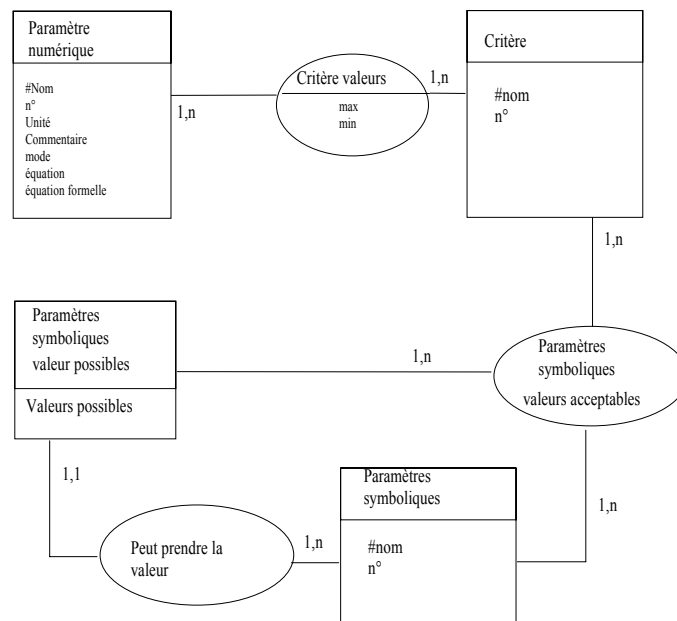 Paramètre
numérique
#Nom
n°
Unité
Commentaire
mode
équation
équation formelle
1,n
Critère valeurs
max
min
1,n
Critère
#nom
n°
1,n
Paramètres
symboliques
valeur possibles
Valeurs possibles
1,n
Paramètres
symboliques
valeurs acceptables
1,1
Peut prendre la
valeur
1,n
Paramètres
symboliques
#nom
n°
1,n